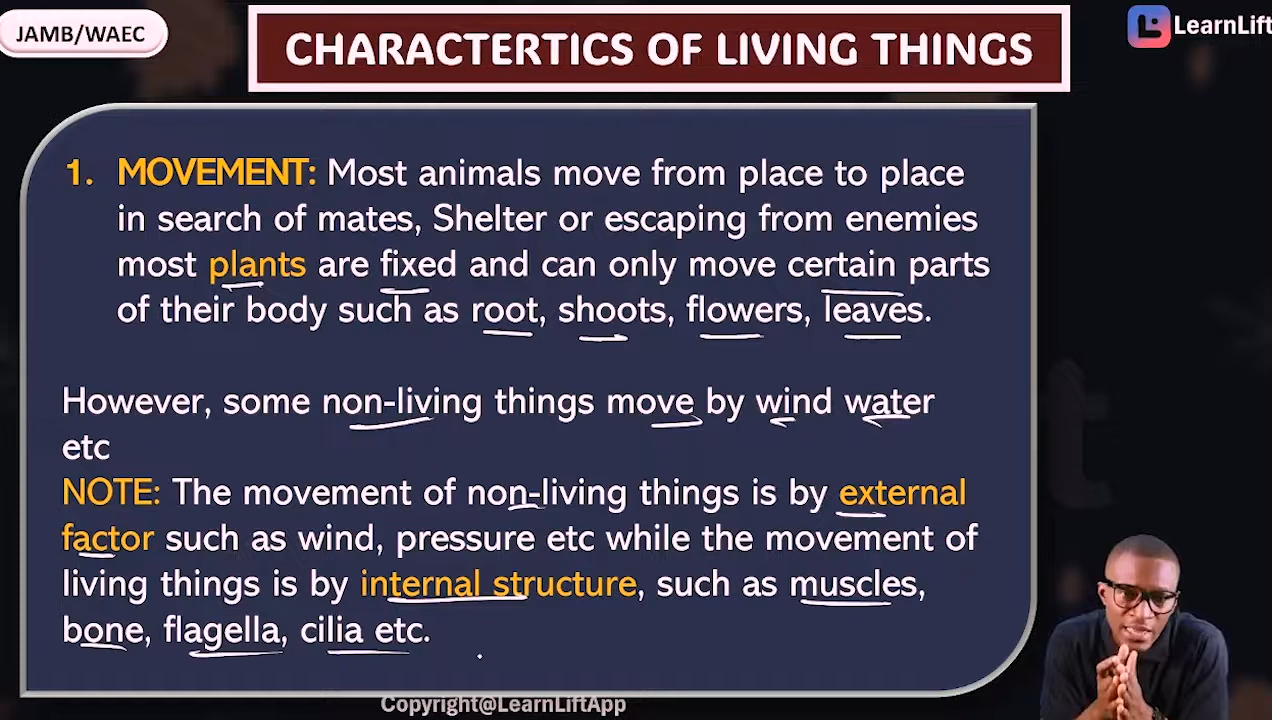 JAMB/WAEC
CHARACTERTICS OF LIVING THINGS
LearnLift
1. MOVEMENT: Most animals move from place to place
in search of mates, Shelter or escaping from enemies
most plants are fixed and can only move certain parts
of their body such as root, shoots, flowers, leaves.
However, some non-living things move by wind water
etc
NOTE: The movement of non-living things is by external
factor such as wind, pressure etc while the movement of
living things is by internal structure, such as muscles,
bone, flagella, cilia etc.
Copyright@LearnLiftApp